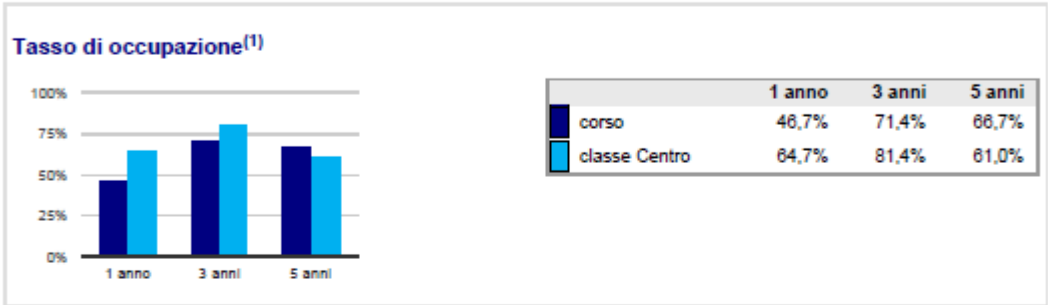 Tasso di occupazione(1)
100%
75%
50%
25%
0%
1 anno 3 anni 5 anni
1 anno 3 anni 5 anni
corso 46,7% 71,4% 66,7%
classe Centro 64,7% 81,4% 61,0%